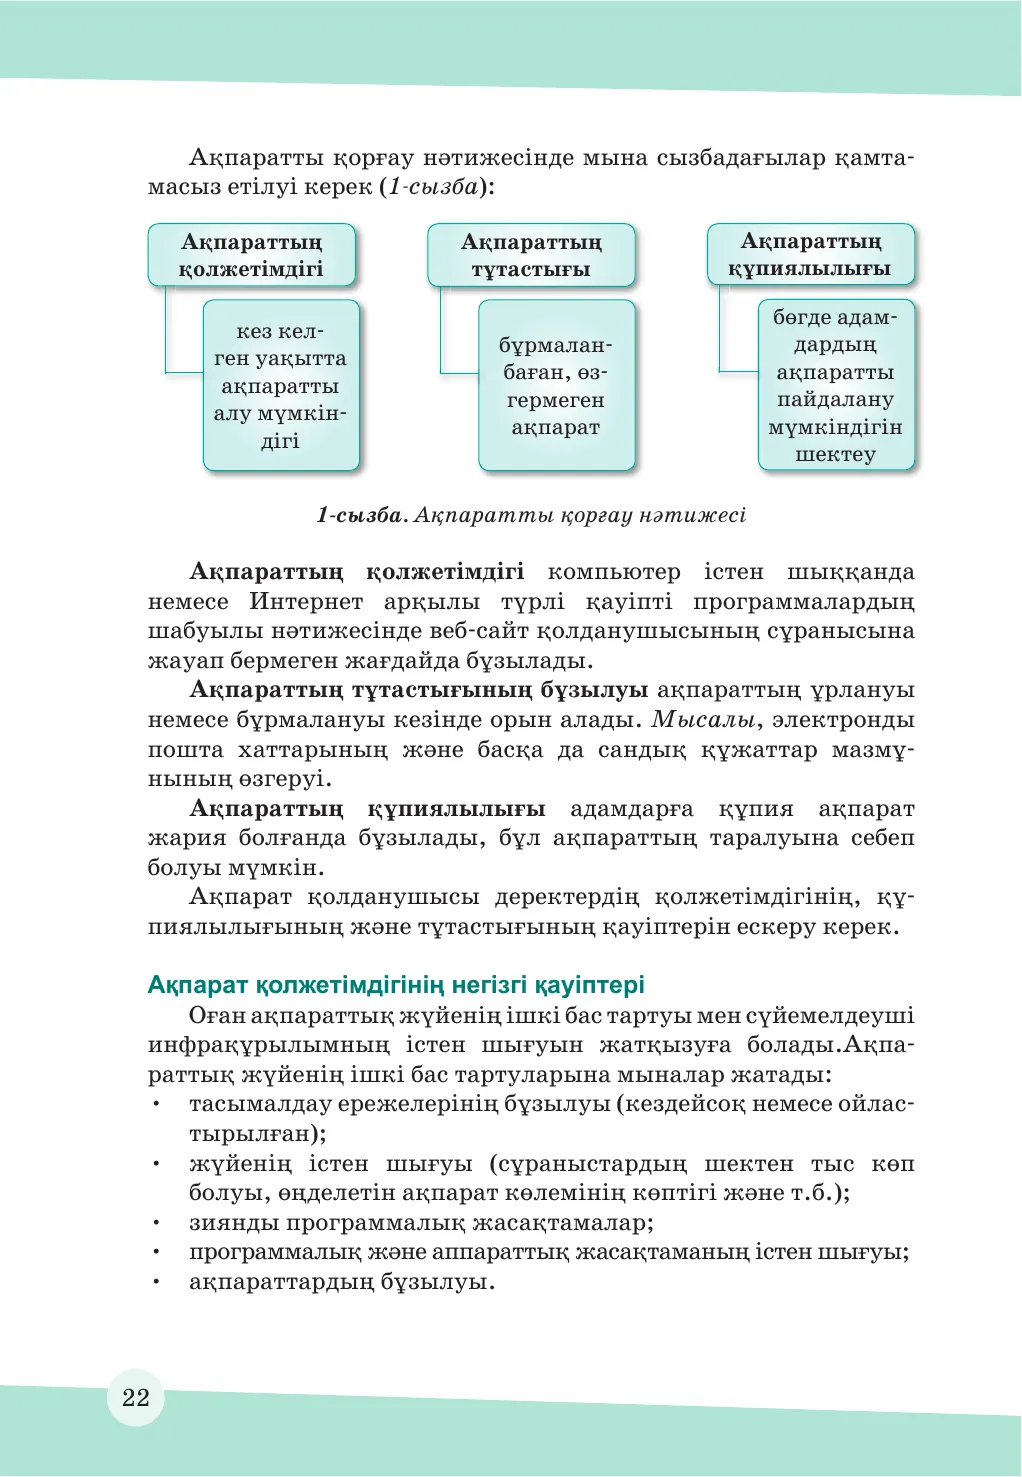 Ақпаратты қорғау нәтижесінде мына сызбадағылар қамта-
масыз етілуі керек (1-сызба):
Ақпараттың
қолжетімдігі
кез кел-
ген уақытта
ақпаратты
алу мүмкін-
дігі
Ақпараттың
тұтастығы
бұрмалан-
баған, өз-
гермеген
ақпарат
Ақпараттың
құпиялылығы
бөгде адам-
дардың
ақпаратты
пайдалану
мүмкіндігін
шектеу
1-сызба. Ақпаратты қорғау нәтижесі
Ақпараттың қолжетімдігі компьютер істен шыққанда
немесе Интернет арқылы түрлі қауіпті программалардың
шабуылы нәтижесінде веб-сайт қолданушысының сұранысына
жауап бермеген жағдайда бұзылады.
Ақпараттың тұтастығының бұзылуы ақпараттың ұрлануы
немесе бұрмалануы кезінде орын алады. Мысалы, электронды
пошта хаттарының және басқа да сандық құжаттар мазмұ-
нының өзгеруі.
Ақпараттың құпиялылығы адамдарға құпия ақпарат
жария болғанда бұзылады, бұл ақпараттың таралуына себеп
болуы мүмкін.
Ақпарат қолданушысы деректердің қолжетімдігінің, құ-
пиялылығының және тұтастығының қауіптерін ескеру керек.
Ақпарат қолжетімдігінің негізгі қауіптері
Оған ақпараттық жүйенің ішкі бас тартуы мен сүйемелдеуші
инфрақұрылымның істен шығуын жатқызуға болады.Ақпа-
раттық жүйенің ішкі бас тартуларына мыналар жатады:
• тасымалдау ережелерінің бұзылуы (кездейсоқ немесе ойлас-
тырылған);
• жүйенің істен шығуы (сұраныстардың шектен тыс көп
болуы, өңделетін ақпарат көлемінің көптігі және т.б.);
• зиянды программалық жасақтамалар;
• программалық және аппараттық жасақтаманың істен шығуы;
• ақпараттардың бұзылуы.
22